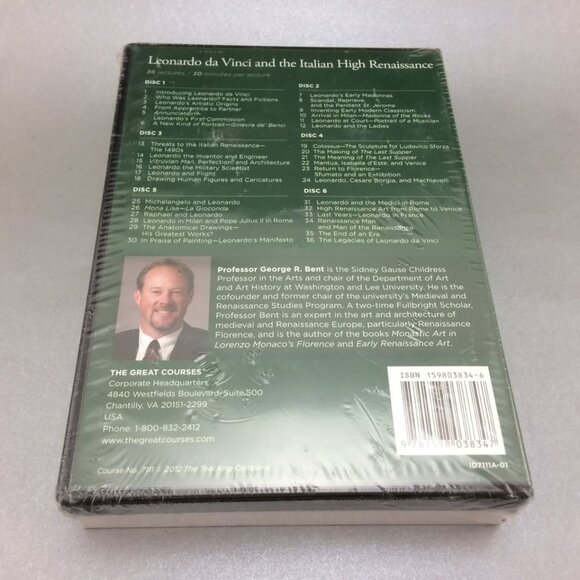 Leonardo da Vinci and the Italian High Renaissance
36 lectures / 30 minutes per lecture
DISC 1
1 Introducing Leonardo da Vinci
2 Who Was Leonardo? Facts and Fictions
3 Leonardo's Artistic Origins
4 From Apprentice to Partner
5 Annunciation—
Leonardo's First Commission
6 A New Kind of Portrait—Ginevra de' Benci
DISC 2
7 Leonardo's Early Madonnas
8 Scandal, Reprieve,
and the Penitent St. Jerome
9 Inventing Early Modern Classicism
10 Arrival in Milan—Madonna of the Rocks
11 Leonardo at Court—Portrait of a Musician
12 Leonardo and the Ladies
DISC 3
13 Threats to the Italian Renaissance—
The 1490s
14 Leonardo the Inventor and Engineer
15 Vitruvian Man, Perfection and Architecture
16 Leonardo the Military Scientist
17 Leonardo and Flight
18 Drawing Human Figures and Caricatures
DISC 4
19 Colossus—The Sculpture for Ludovico Sforza
20 The Making of The Last Supper
21 The Meaning of The Last Supper
22 Mantua, Isabella d'Este, and Venice
23 Return to Florence—
Sfumato and an Exhibition
24 Leonardo, Cesare Borgia, and Machiavelli
DISC 5
25 Michelangelo and Leonardo
26 Mona Lisa—La Gioconda
27 Raphael and Leonardo
28 Leonardo in Milan and Pope Julius II in Rome
29 The Anatomical Drawings—
His Greatest Works?
30 In Praise of Painting—Leonardo's Manifesto
DISC 6
31 Leonardo and the Medici in Rome
32 High Renaissance Art from Rome to Venice
33 Last Years—Leonardo in France
34 Renaissance Man
and Man of the Renaissance
35 The End of an Era
36 The Legacies of Leonardo da Vinci
Professor George R. Bent is the Sidney Gause Childress
Professor in the Arts and chair of the Department of Art
and Art History at Washington and Lee University. He is the
cofounder and former chair of the university's Medieval and
Renaissance Studies Program. A two-time Fullbright Scholar,
Professor Bent is an expert in the art and architecture of
medieval and Renaissance Europe, particularly Renaissance
Florence, and is the author of the books Monastic Art in
Lorenzo Monaco's Florence and Early Renaissance Art.
THE GREAT COURSES
Corporate Headquarters
4840 Westfields Boulevard, Suite 500
Chantilly, VA 20151-2299
USA
Phone: 1-800-832-2412
www.thegreatcourses.com
Course No. 7111 © 2012 The Teaching Company
ISBN 159803834-6
9 781598 038347
ID7111A-01